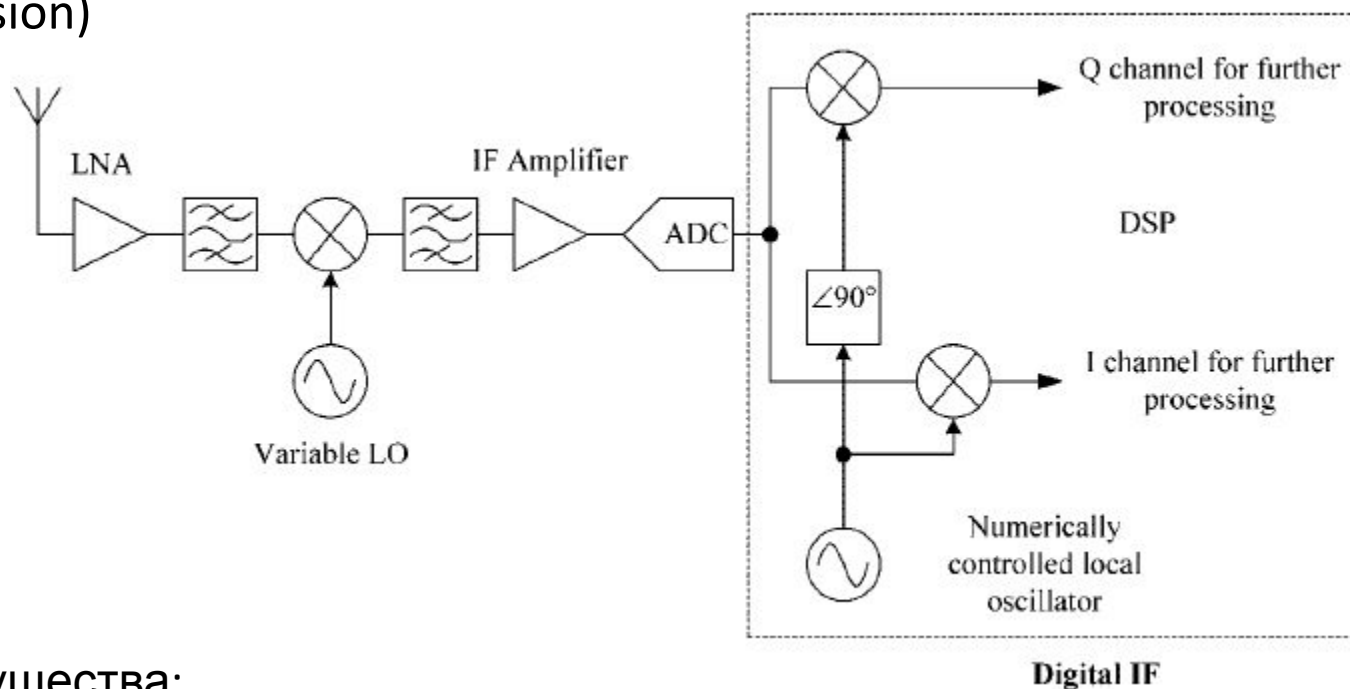 sion)
LNA
IF Amplifier
ADC
Variable LO
Q channel for further
processing
DSP
∠90°
I channel for further
processing
Numerically
controlled local
oscillator
Digital IF
ущества: